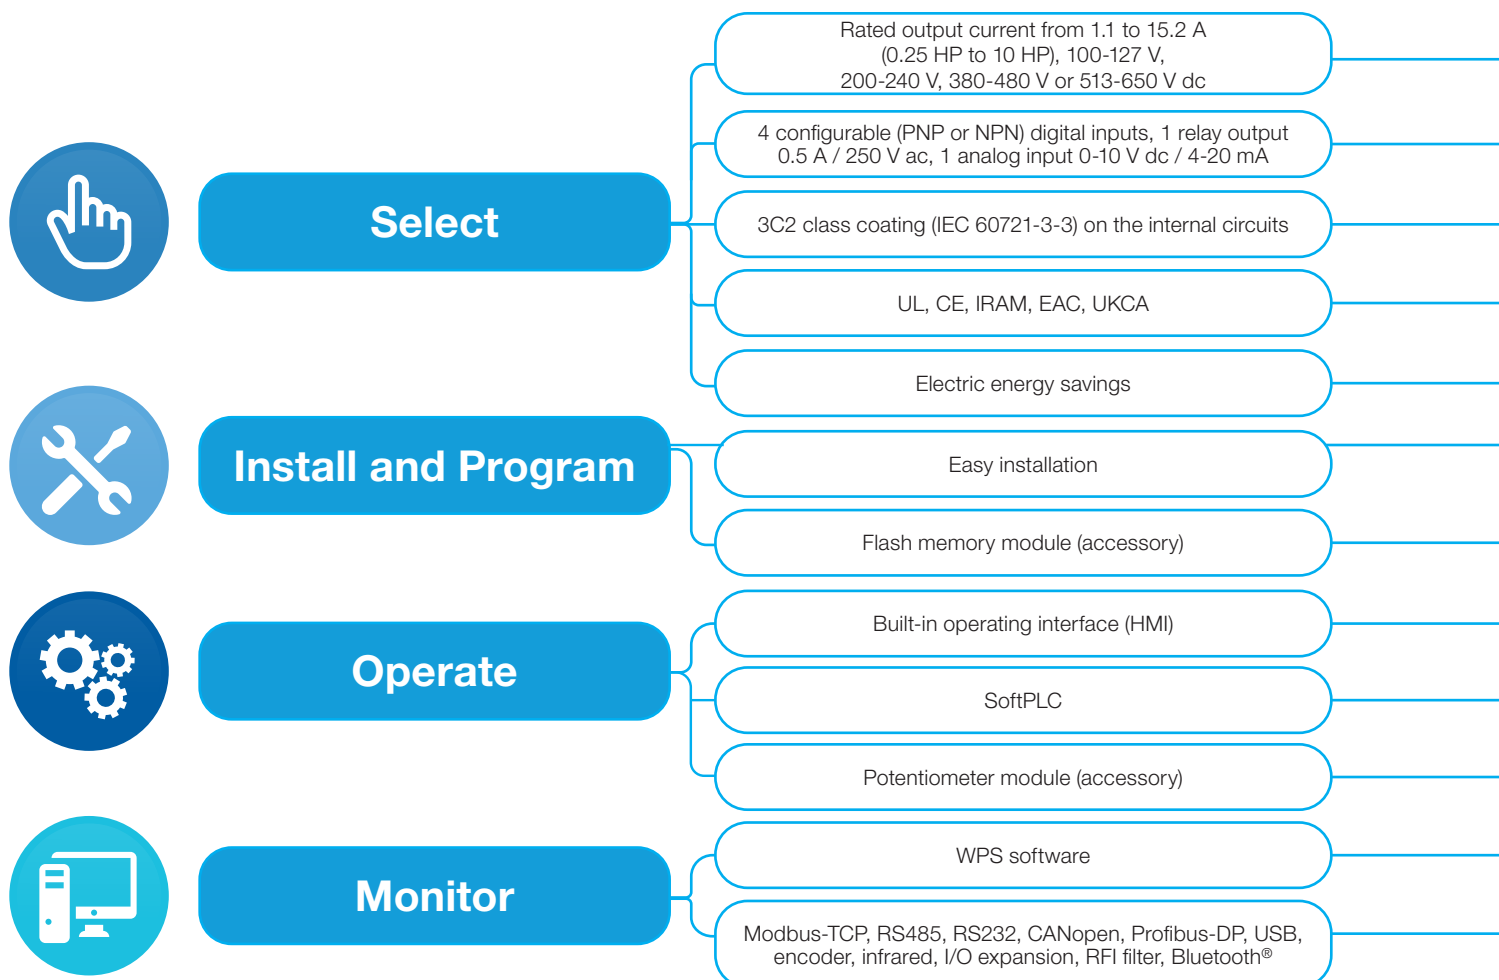 Select
Rated output current from 1.1 to 15.2 A
(0.25 HP to 10 HP), 100-127 V,
200-240 V, 380-480 V or 513-650 V dc
4 configurable (PNP or NPN) digital inputs, 1 relay output
0.5 A / 250 V ac, 1 analog input 0-10 V dc / 4-20 mA
3C2 class coating (IEC 60721-3-3) on the internal circuits
UL, CE, IRAM, EAC, UKCA
Electric energy savings
Install and Program
Easy installation
Flash memory module (accessory)
Operate
Built-in operating interface (HMI)
SoftPLC
Potentiometer module (accessory)
Monitor
WPS software
Modbus-TCP, RS485, RS232, CANopen, Profibus-DP, USB,
encoder, infrared, I/O expansion, RFI filter, Bluetooth®